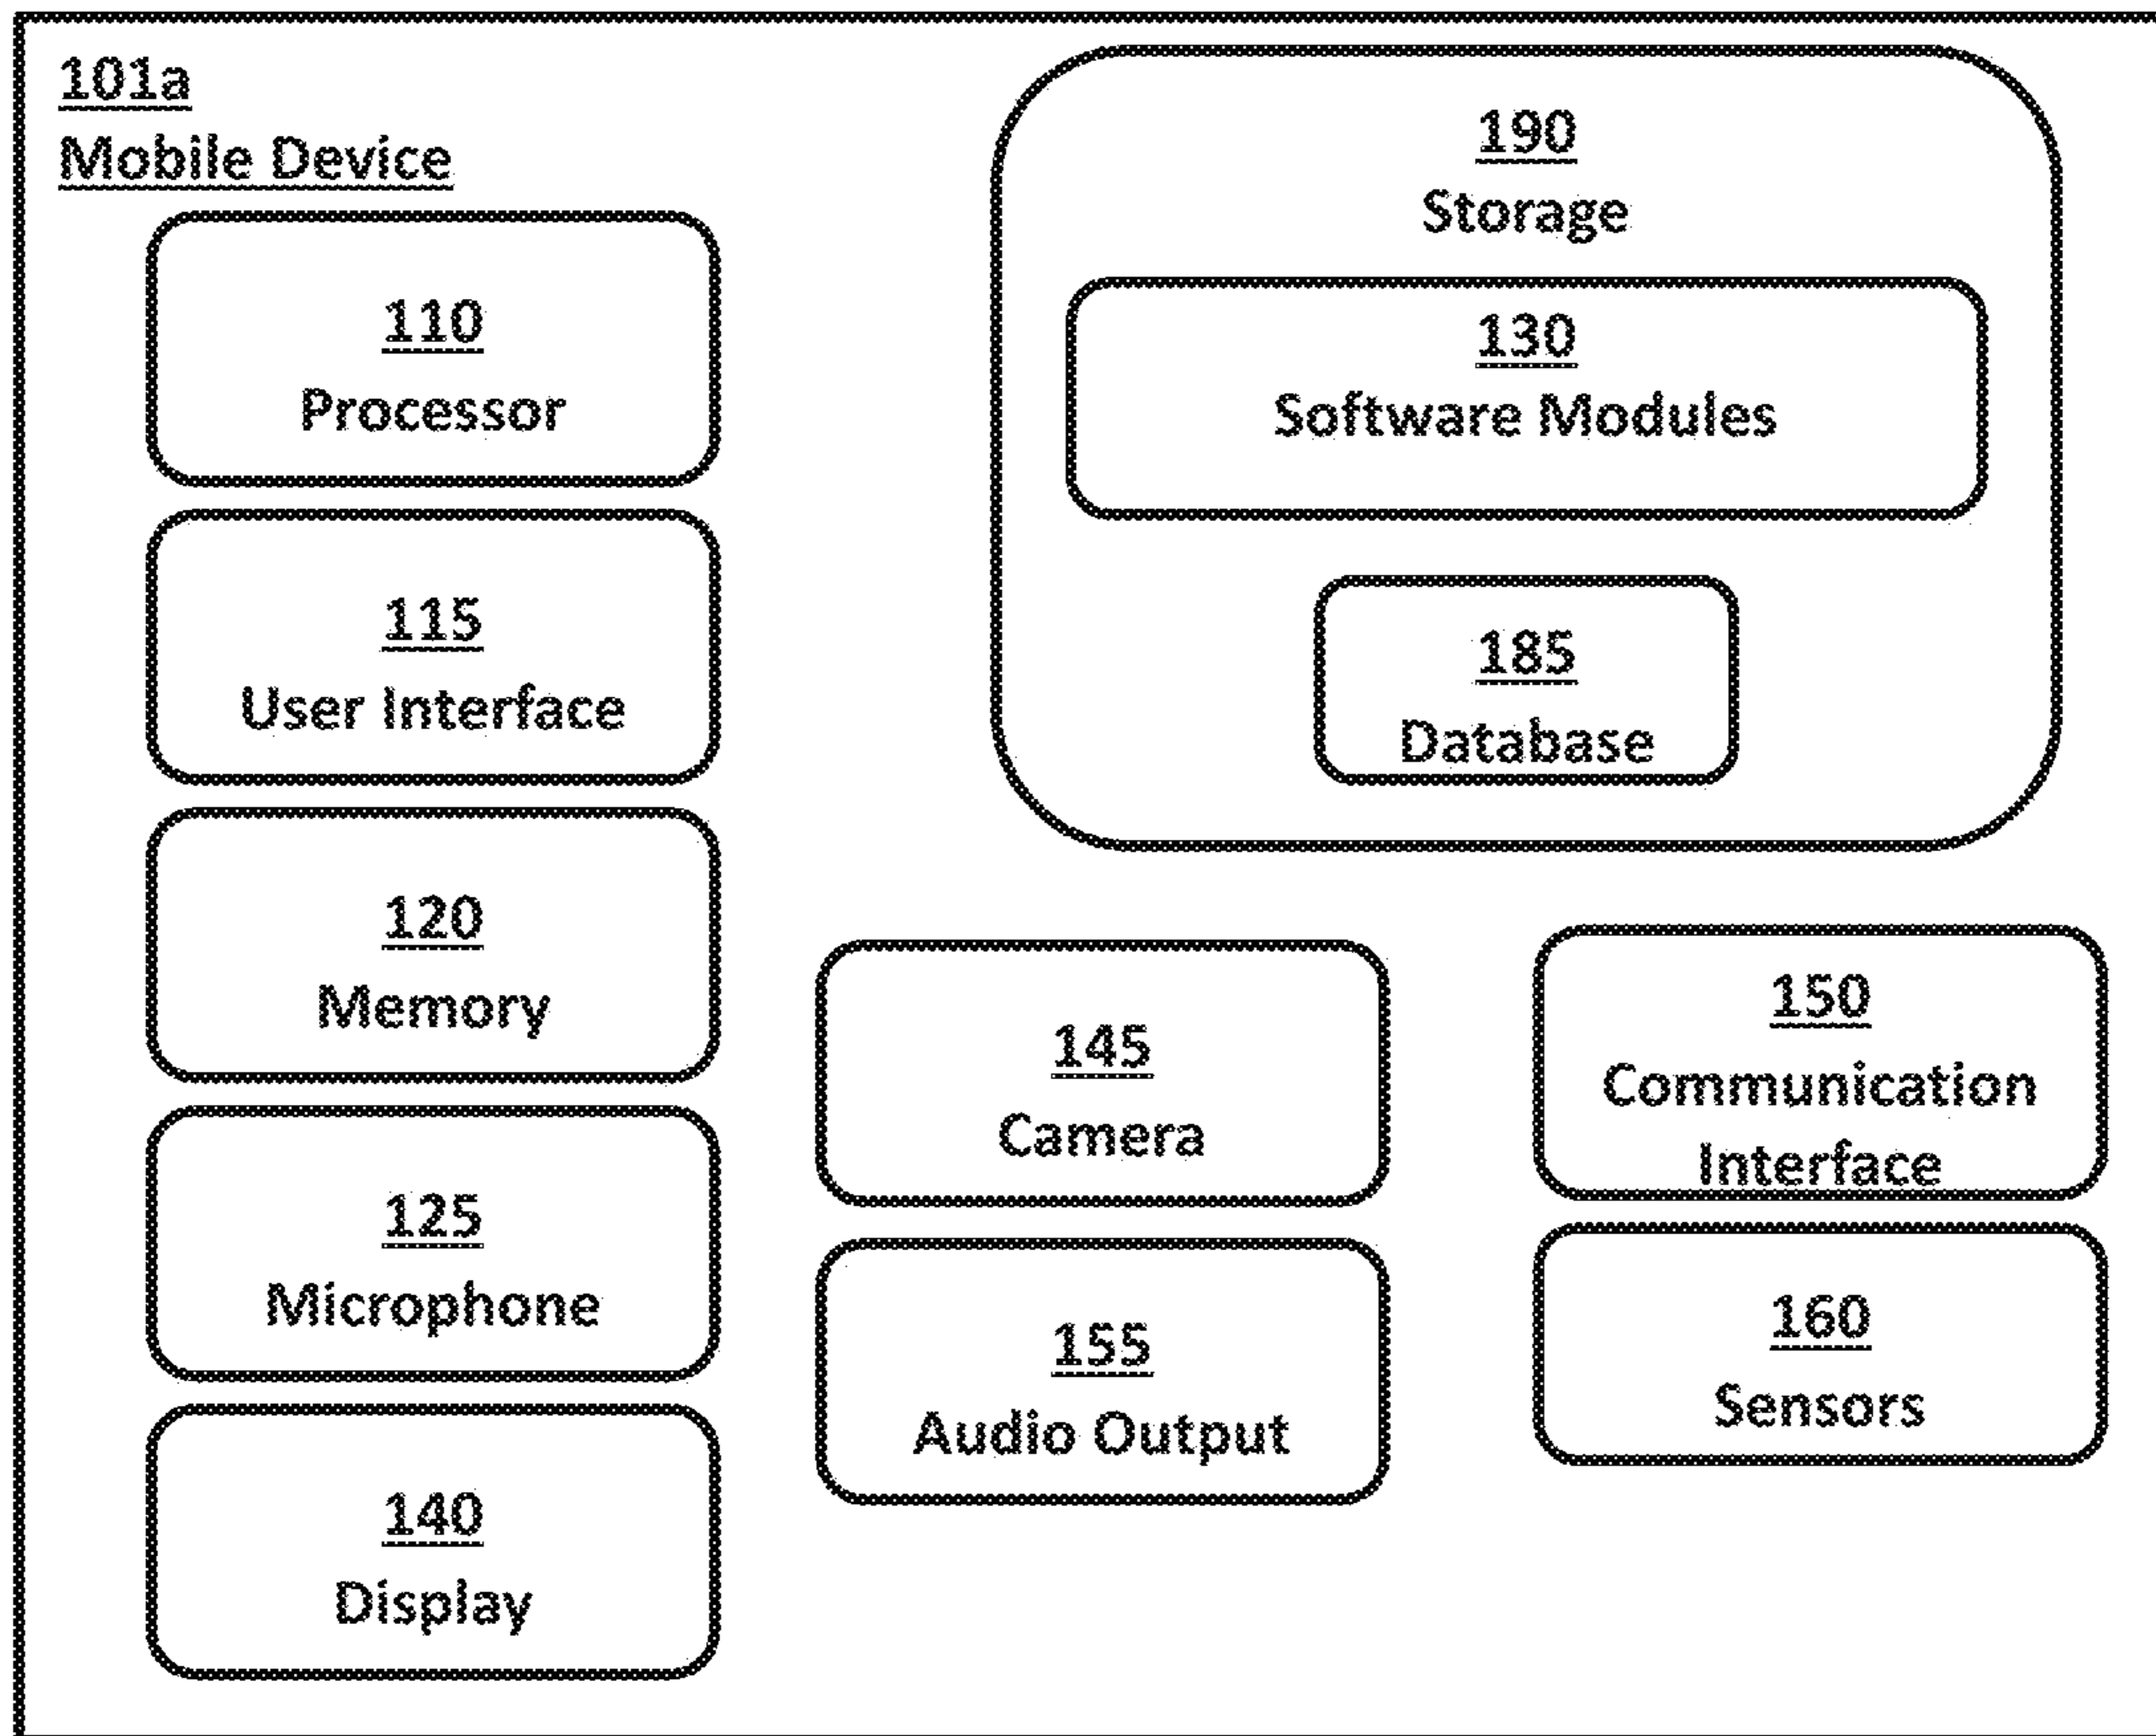 101a
Mobile Device
110
Processor
115
User Interface
120
Memory
125
Microphone
140
Display
190
Storage
130
Software Modules
185
Database
145
Camera
155
Audio Output
150
Communication
Interface
160
Sensors